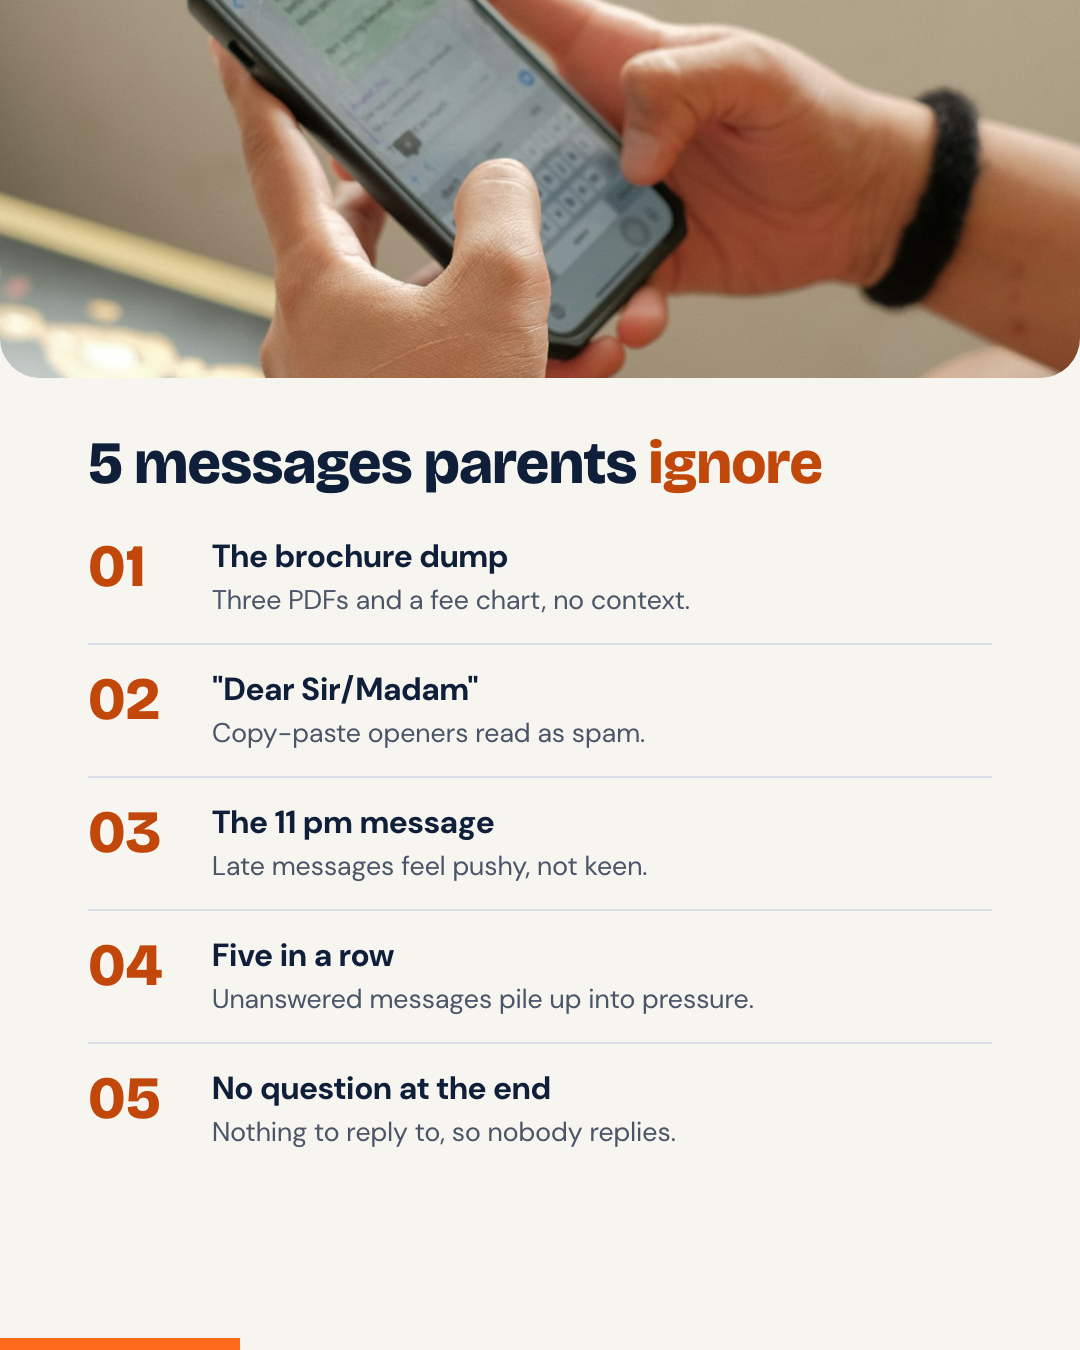 5 messages parents ignore
01
The brochure dump
Three PDFs and a fee chart, no context.
02
"Dear Sir/Madam"
Copy-paste openers read as spam.
03
The 11 pm message
Late messages feel pushy, not keen.
04
Five in a row
Unanswered messages pile up into pressure.
05
No question at the end
Nothing to reply to, so nobody replies.